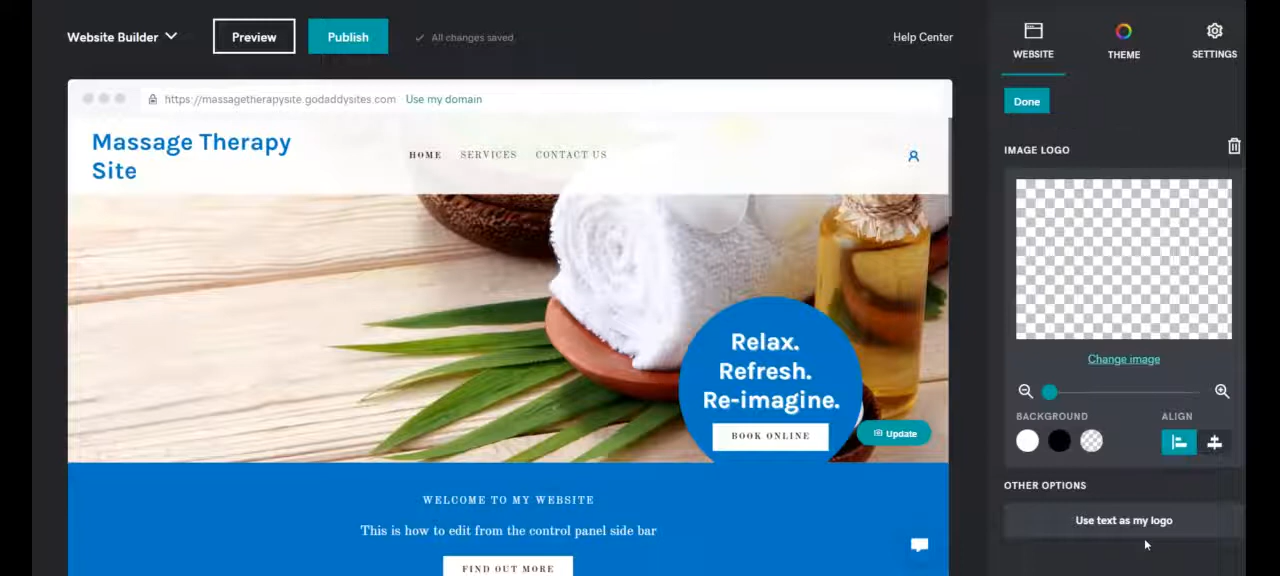 Website Builder
Preview
Publish
All changes saved
Help Center
WEBSITE
THEME
SETTINGS
https://massagetherapysite.godaddysites.com
Use my domain
Done
Massage Therapy
Site
HOME
SERVICES
CONTACT US
IMAGE LOGO
Relax.
Refresh.
Re-imagine.
BOOK ONLINE
Update
Change image
BACKGROUND
ALIGN
OTHER OPTIONS
Use text as my logo
WELCOME TO MY WEBSITE
This is how to edit from the control panel side bar
FIND OUT MORE